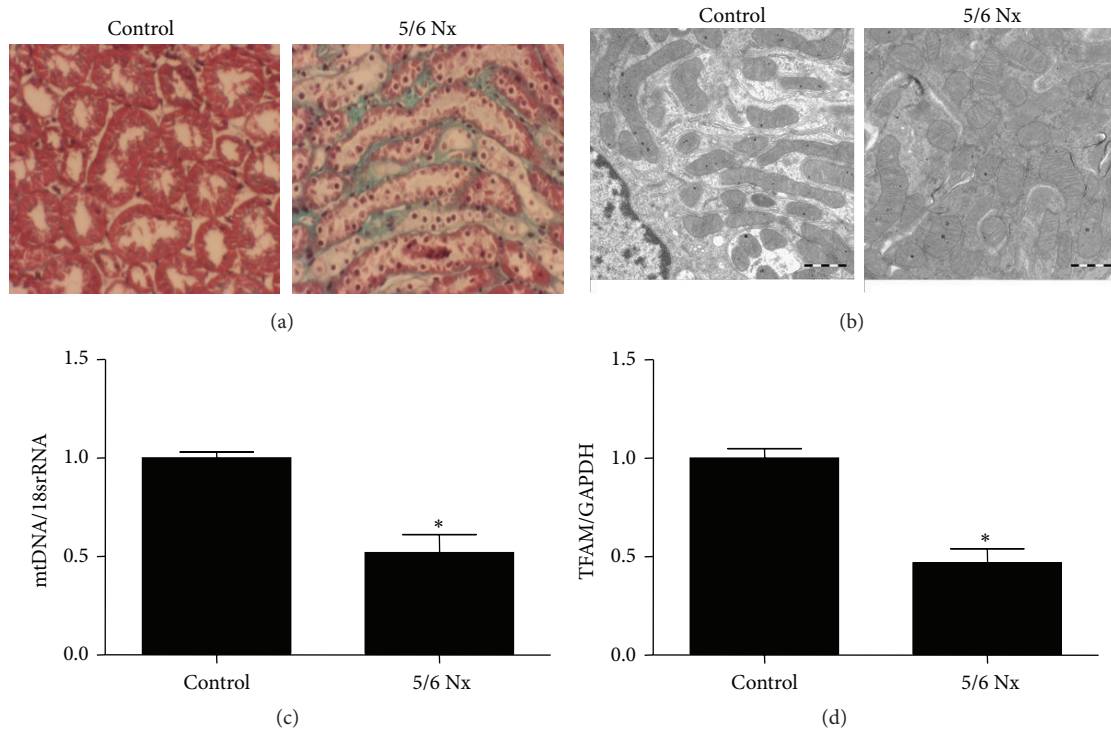 Control
5/6 Nx
(a)
Control
5/6 Nx
(b)
1.5
1.0
0.5
0.0
mtDNA/18srRNA
*
Control
5/6 Nx
(c)
1.5
1.0
0.5
0.0
TFAM/GAPDH
*
Control
5/6 Nx
(d)